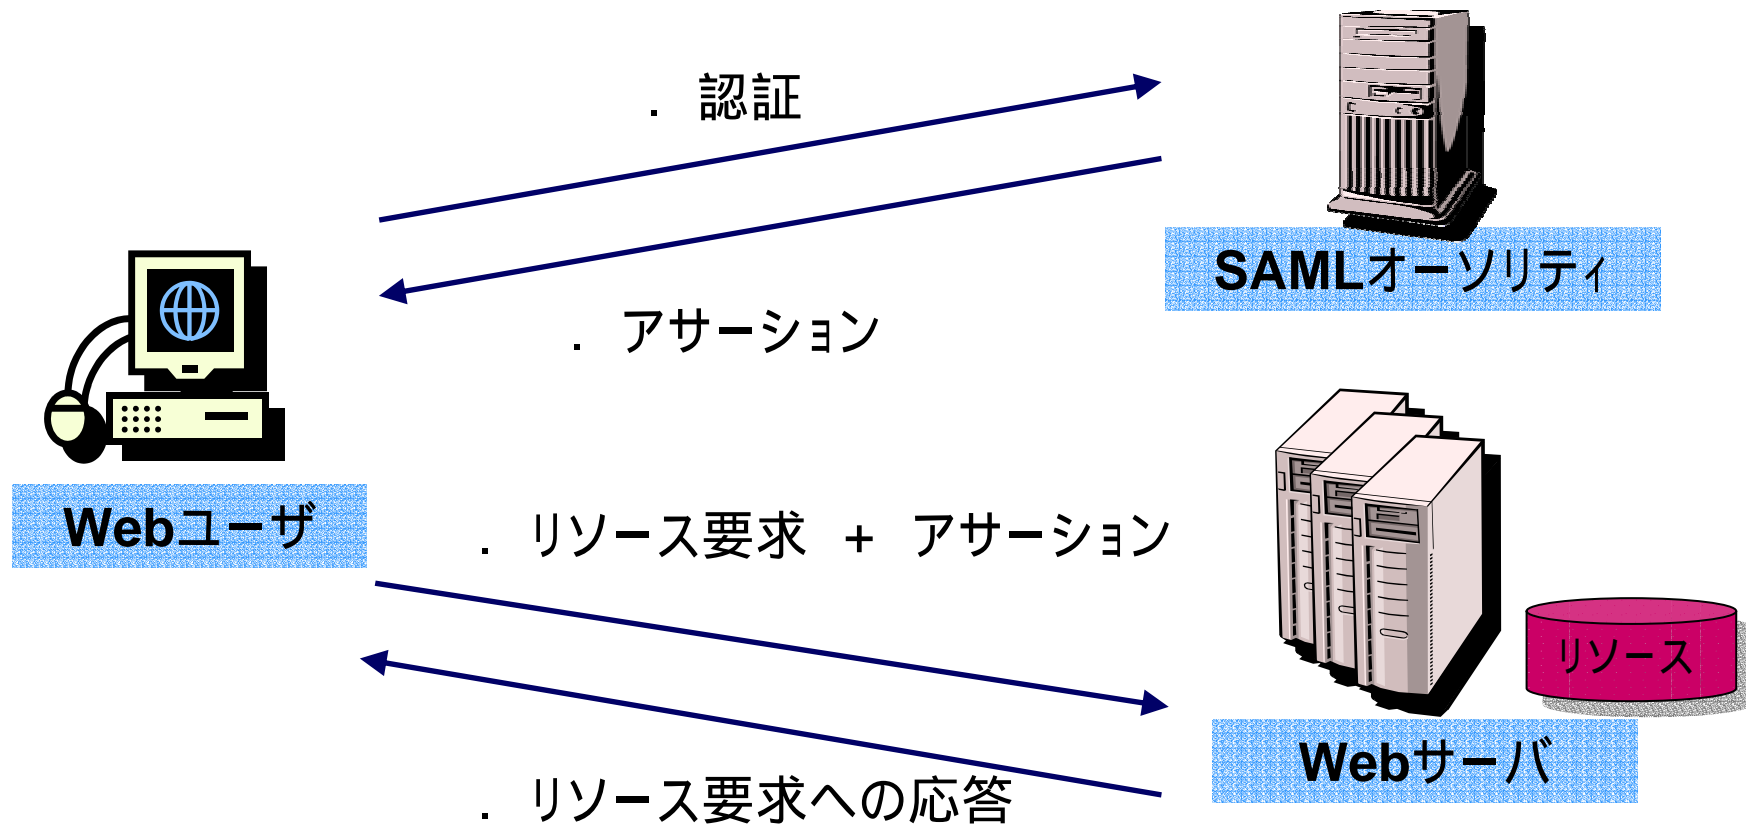 . 認証
SAMLオーソリティ
. アサーション
Webユーザ
. リソース要求 + アサーション
リソース
Webサーバ
. リソース要求への応答